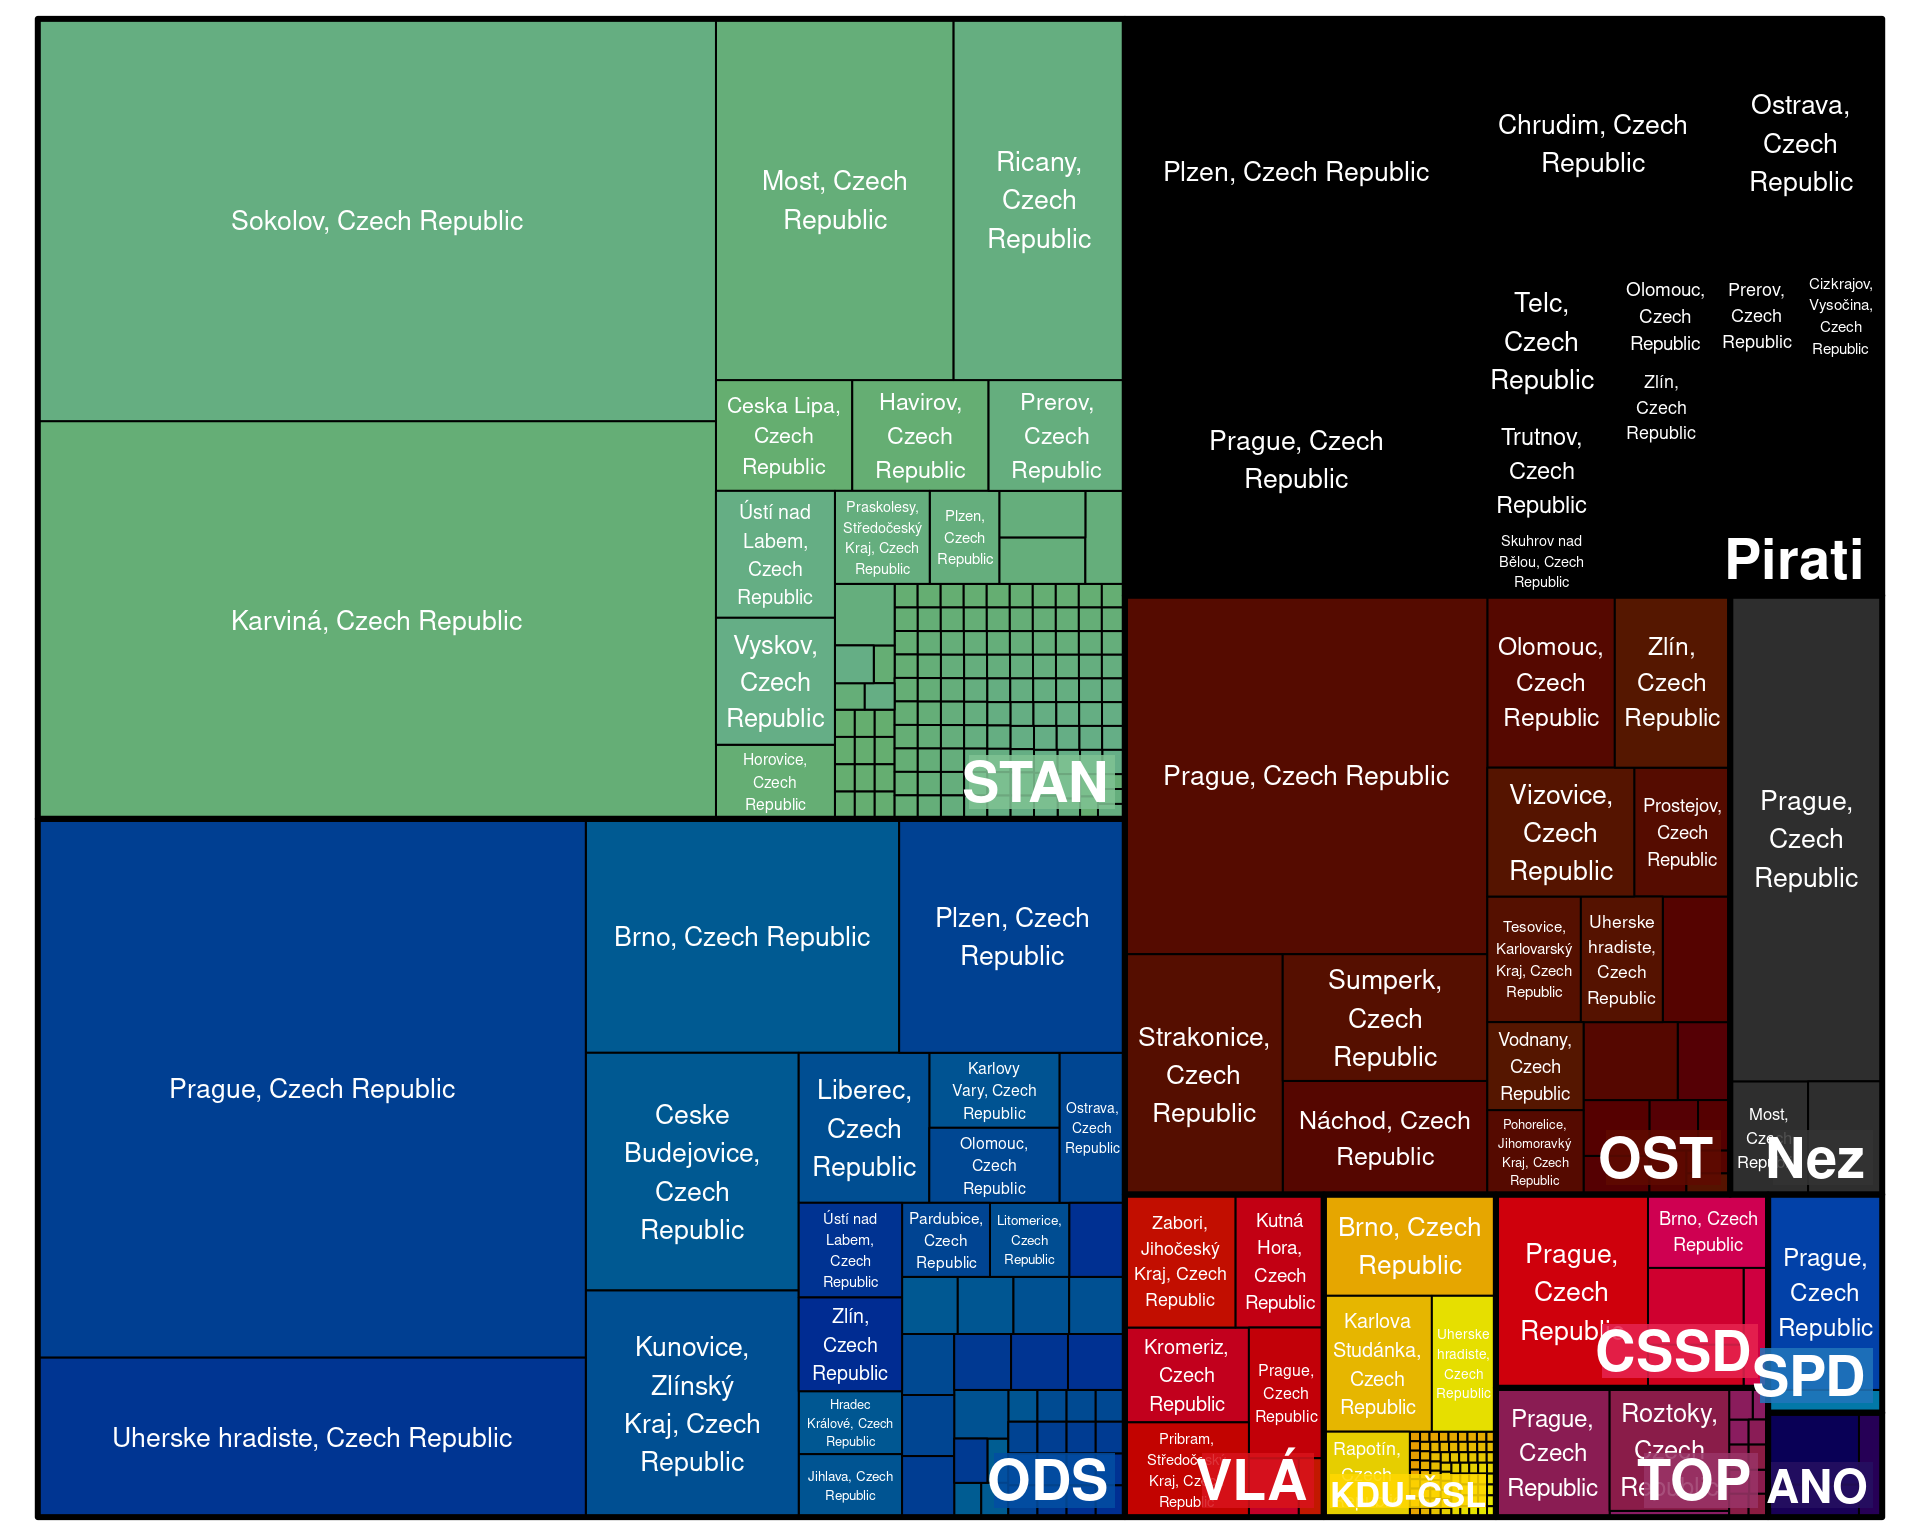 Sokolov, Czech Republic
Karviná, Czech Republic
Most, Czech
Republic
Ricany,
Czech
Republic
Ceska Lipa,
Czech
Republic
Havirov,
Czech
Republic
Prerov,
Czech
Republic
Ústí nad
Labem,
Czech
Republic
Praskolesy,
Středočeský
Kraj, Czech
Republic
Plzen,
Czech
Republic
Vyskov,
Czech
Republic
Horovice,
Czech
Republic
STAN
Prague, Czech Republic
Uherske hradiste, Czech Republic
Brno, Czech Republic
Plzen, Czech
Republic
Ceske
Budejovice,
Czech
Republic
Kunovice,
Zlínský
Kraj, Czech
Republic
Liberec,
Czech
Republic
Karlovy
Vary, Czech
Republic
Olomouc,
Czech
Republic
Ostrava,
Czech
Republic
Ústí nad
Labem,
Czech
Republic
Pardubice,
Czech
Republic
Litomerice,
Czech
Republic
Zlín,
Czech
Republic
Hradec
Králové, Czech
Republic
Jihlava, Czech
Republic
ODS
Plzen, Czech Republic
Prague, Czech
Republic
Chrudim, Czech
Republic
Ostrava,
Czech
Republic
Telc,
Czech
Republic
Olomouc,
Czech
Republic
Prerov,
Czech
Republic
Cizkrajov,
Vysočina,
Czech
Republic
Zlín,
Czech
Republic
Trutnov,
Czech
Republic
Skuhrov nad
Bělou, Czech
Republic
Pirati
Prague, Czech Republic
Strakonice,
Czech
Republic
Sumperk,
Czech
Republic
Náchod, Czech
Republic
Olomouc,
Czech
Republic
Zlín,
Czech
Republic
Vizovice,
Czech
Republic
Prostejov,
Czech
Republic
Tesovice,
Karlovarský
Kraj, Czech
Republic
Uherske
hradiste,
Czech
Republic
Vodnany,
Czech
Republic
Pohorelice,
Jihomoravký
Kraj, Czech
Republic
OST
Prague,
Czech
Republic
Most,
Czech
Republic
Nez
Zabori,
Jihočeský
Kraj, Czech
Republic
Kutná
Hora,
Czech
Republic
Kromeriz,
Czech
Republic
Prague,
Czech
Republic
Pribram,
Středočeský
Kraj, Czech
Republic
VLÁ
Brno, Czech
Republic
Karlova
Studánka,
Czech
Republic
Uherske
hradiste,
Czech
Republic
Rapotín,
Czech
KDU-ČSL
Prague,
Czech
Republic
Brno, Czech
Republic
CSSD
Prague,
Czech
Republic
SPD
Prague,
Czech
Republic
Roztoky,
Czech
Republic
TOP
ANO